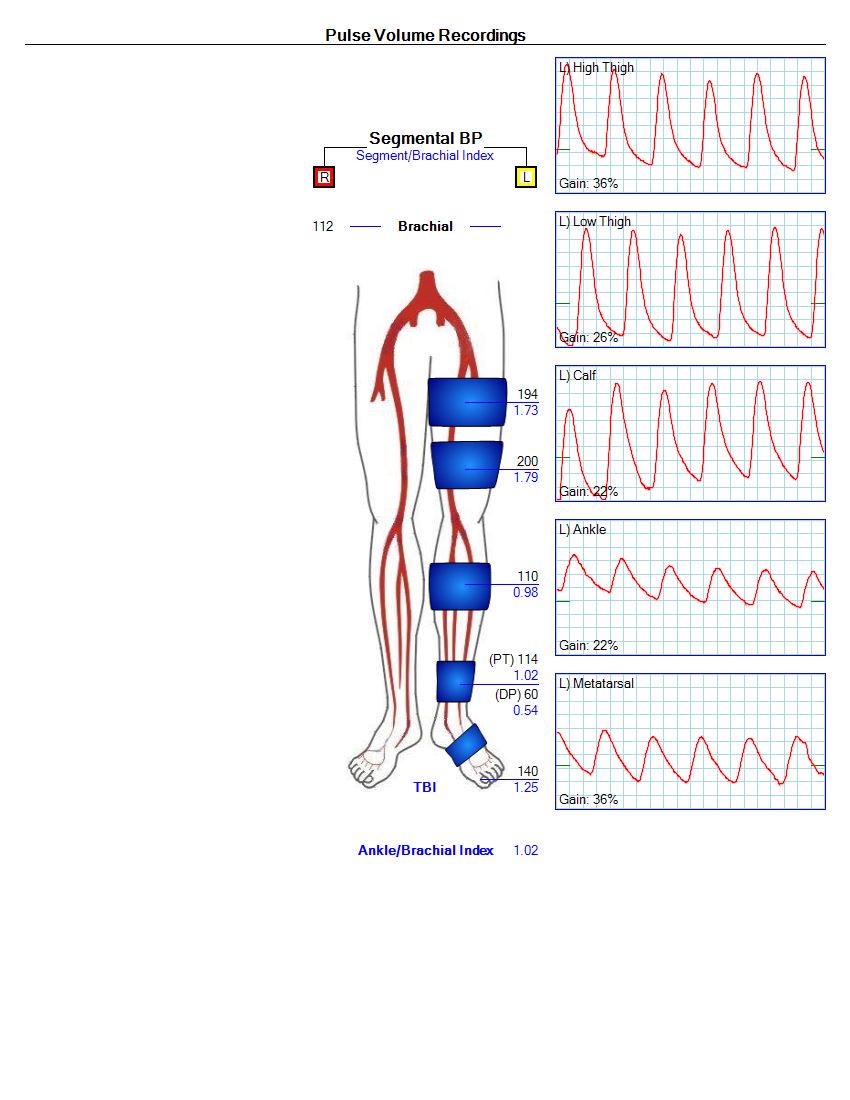 Pulse Volume Recordings
Segmental BP
Segment/Brachial Index
R
L
112
Brachial
194
1.73
200
1.79
110
0.98
(PT) 114
1.02
(DP) 60
0.54
140
1.25
TBI
Ankle/Brachial Index 1.02
L) High Thigh
Gain: 36%
L) Low Thigh
Gain: 26%
L) Calf
Gain: 22%
L) Ankle
Gain: 22%
L) Metatarsal
Gain: 36%